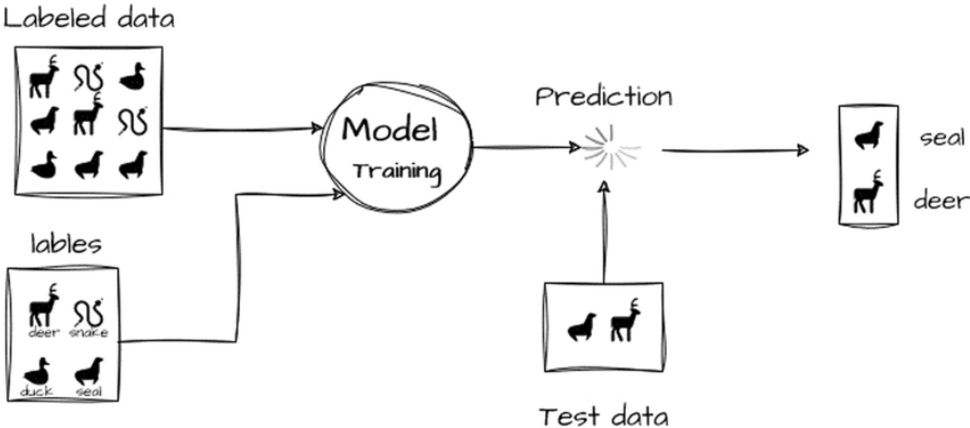 Labeled data
Model
Training
Prediction
seal
deer
lables
deer snake
duck seal
Test data